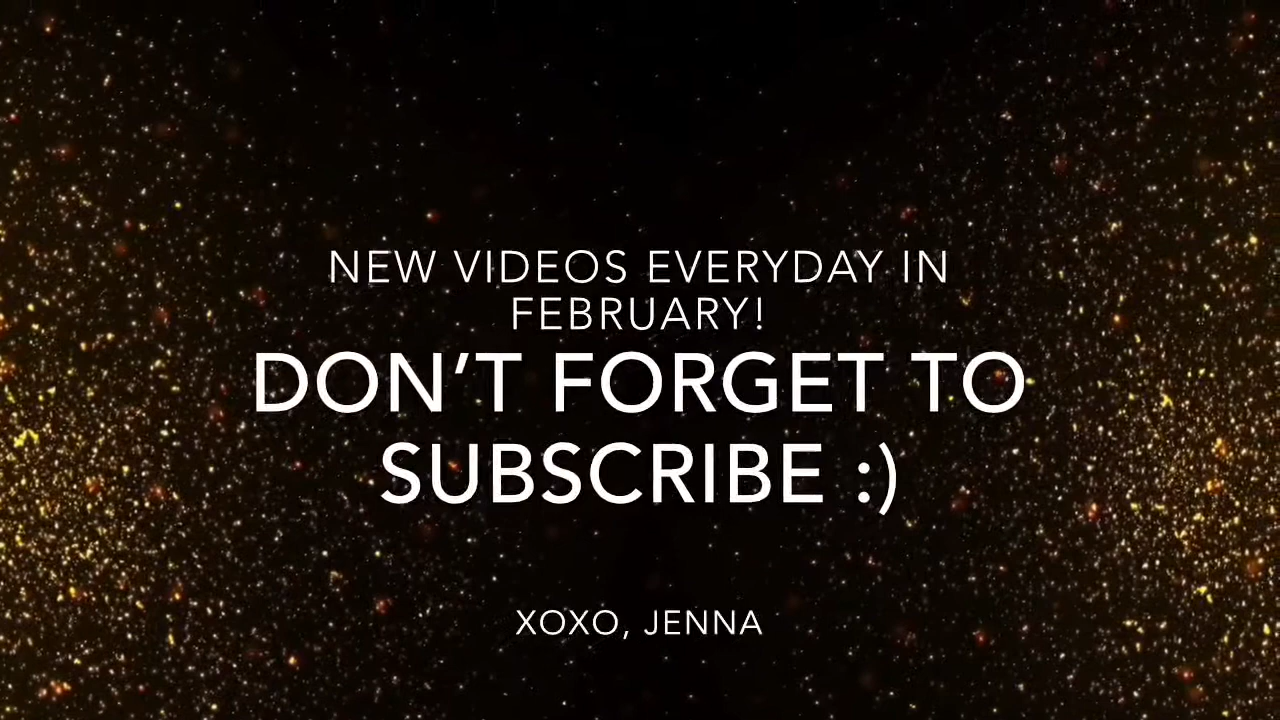 NEW VIDEOS EVERYDAY IN
FEBRUARY!
DON’T FORGET TO
SUBSCRIBE :)
XOXO, JENNA